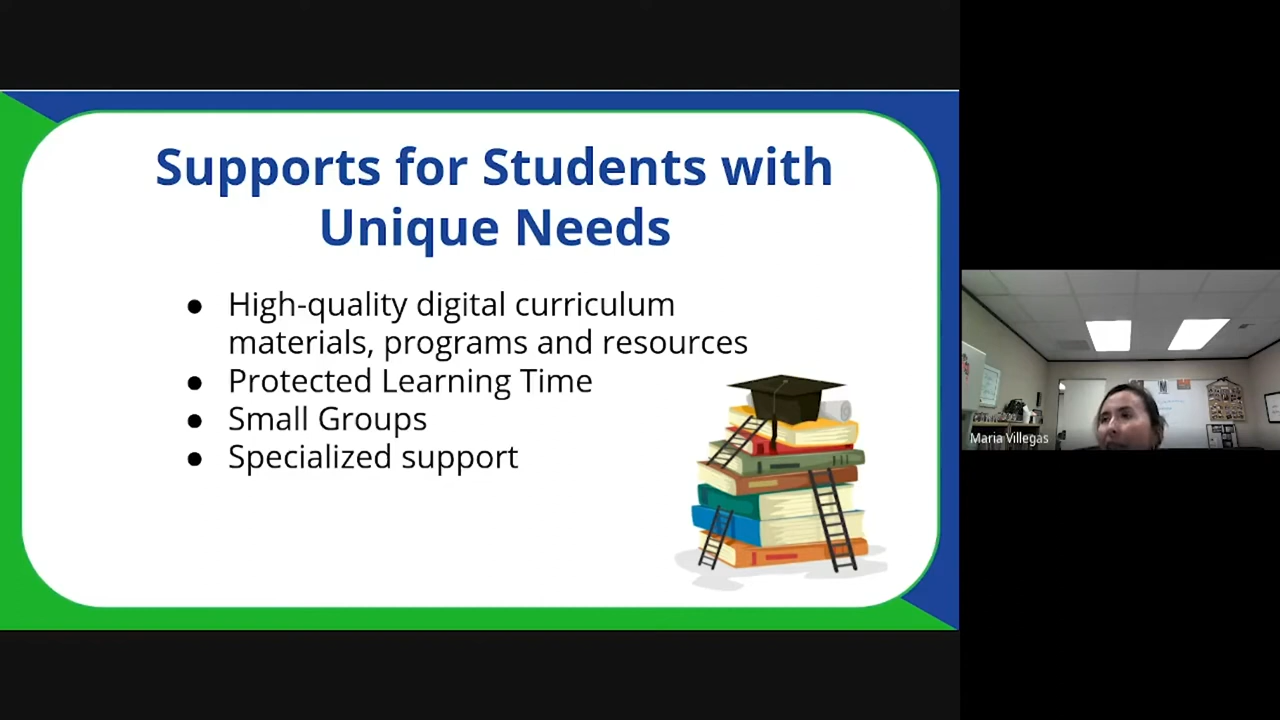 Supports for Students with
Unique Needs
● High-quality digital curriculum
materials, programs and resources
● Protected Learning Time
● Small Groups
● Specialized support
Maria Villegas